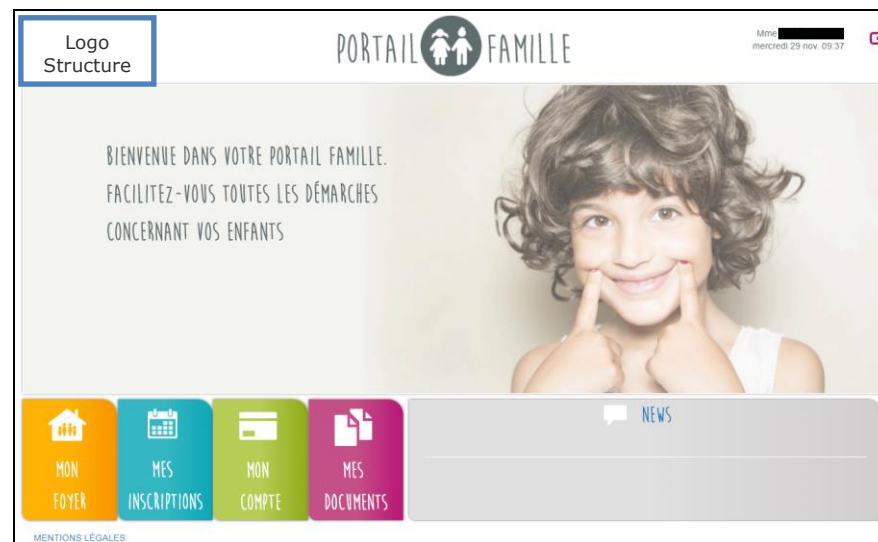 Logo
Structure
PORTAIL FAMILLE
Mme
mercredi 29 nov. 09:37
BIENVENUE DANS VOTRE PORTAIL FAMILLE.
FACILITEZ-VOUS TOUTES LES DÉMARCHES
CONCERNANT VOS ENFANTS
MON
FOYER
MES
INSCRIPTIONS
MON
COMPTE
MES
DOCUMENTS
NEWS
MENTIONS LÉGALES